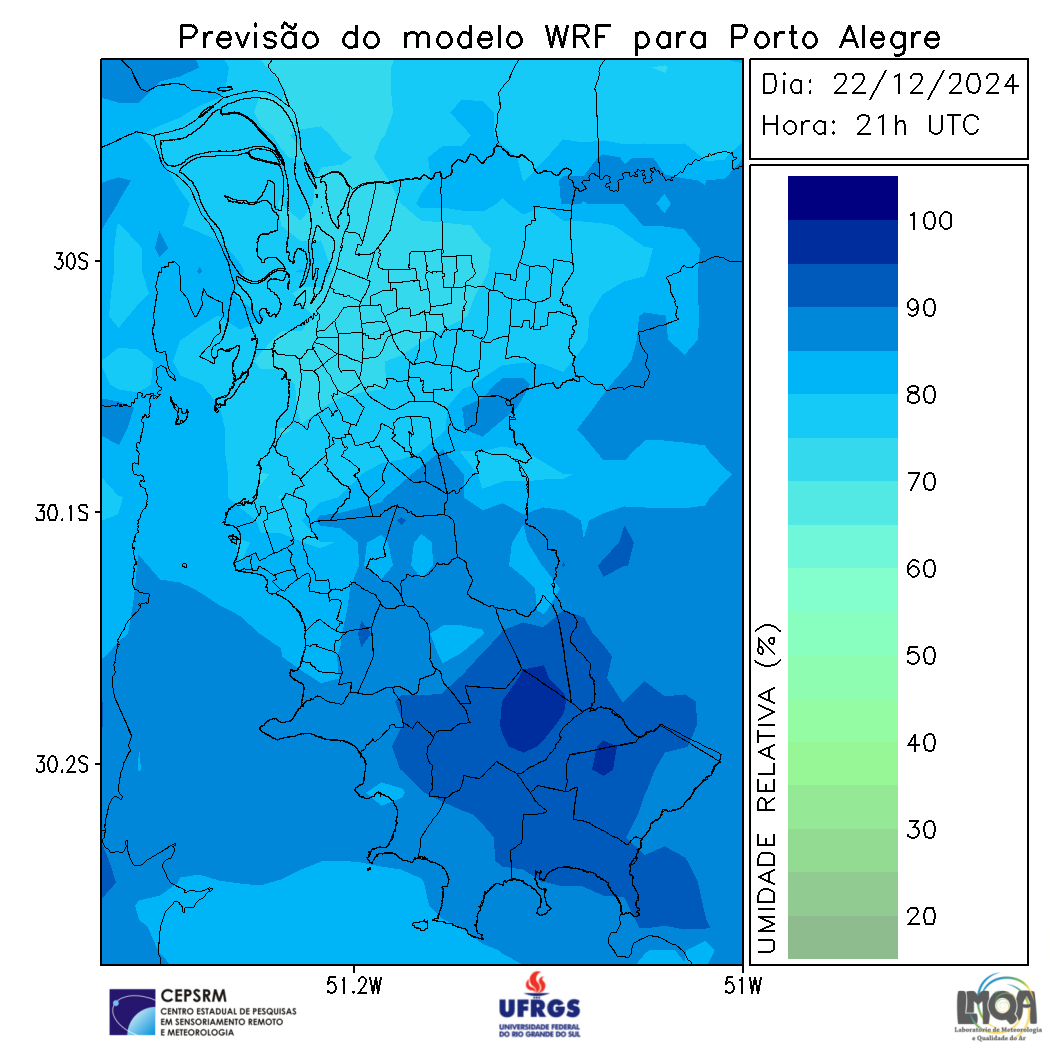 Previsão do modelo WRF para Porto Alegre
Dia: 22/12/2024
Hora: 21h UTC
30S
30.1S
30.2S
51.2W
51W
UMIDADE RELATIVA (%)
100
90
80
70
60
50
40
30
20
CEPSRM
CENTRO ESTADUAL DE PESQUISAS
EM SENSORIAMENTO REMOTO
E METEOROLOGIA
UFRGS
UNIVERSIDADE FEDERAL
DO RIO GRANDE DO SUL
LMQA
Laboratório de Meteorologia
e Qualidade do Ar